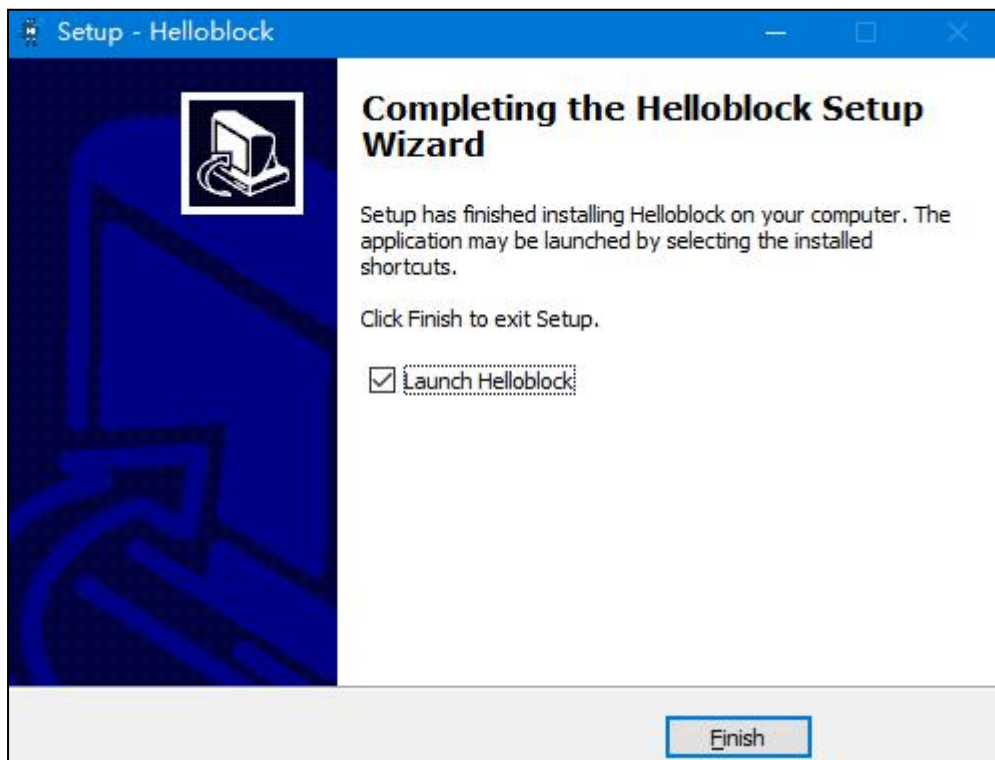 Setup - Helloblock
Completing the Helloblock Setup
Wizard
Setup has finished installing Helloblock on your computer. The
application may be launched by selecting the installed
shortcuts.
Click Finish to exit Setup.
Launch Helloblock
Finish